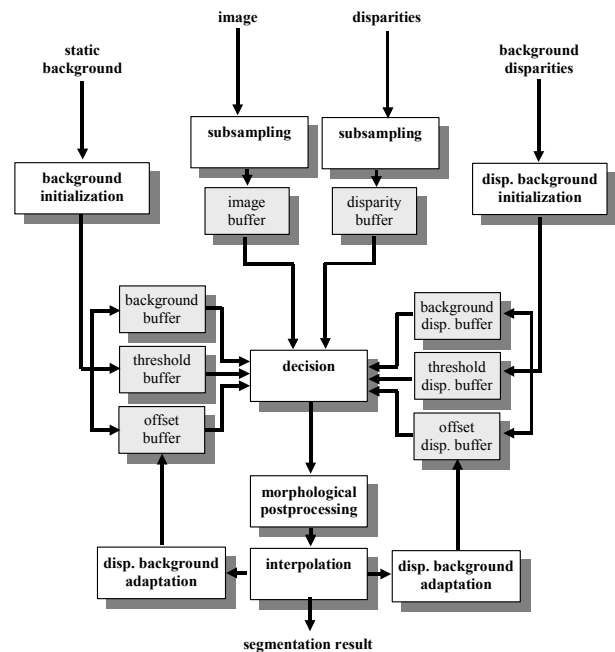 image
disparities
static
background
background
disparities
subsampling
subsampling
background
initialization
image
buffer
disparity
buffer
disp. background
initialization
background
buffer
background
disp. buffer
threshold
buffer
decision
threshold
disp. buffer
offset
buffer
offset
disp. buffer
morphological
postprocessing
disp. background
adaptation
interpolation
disp. background
adaptation
segmentation result